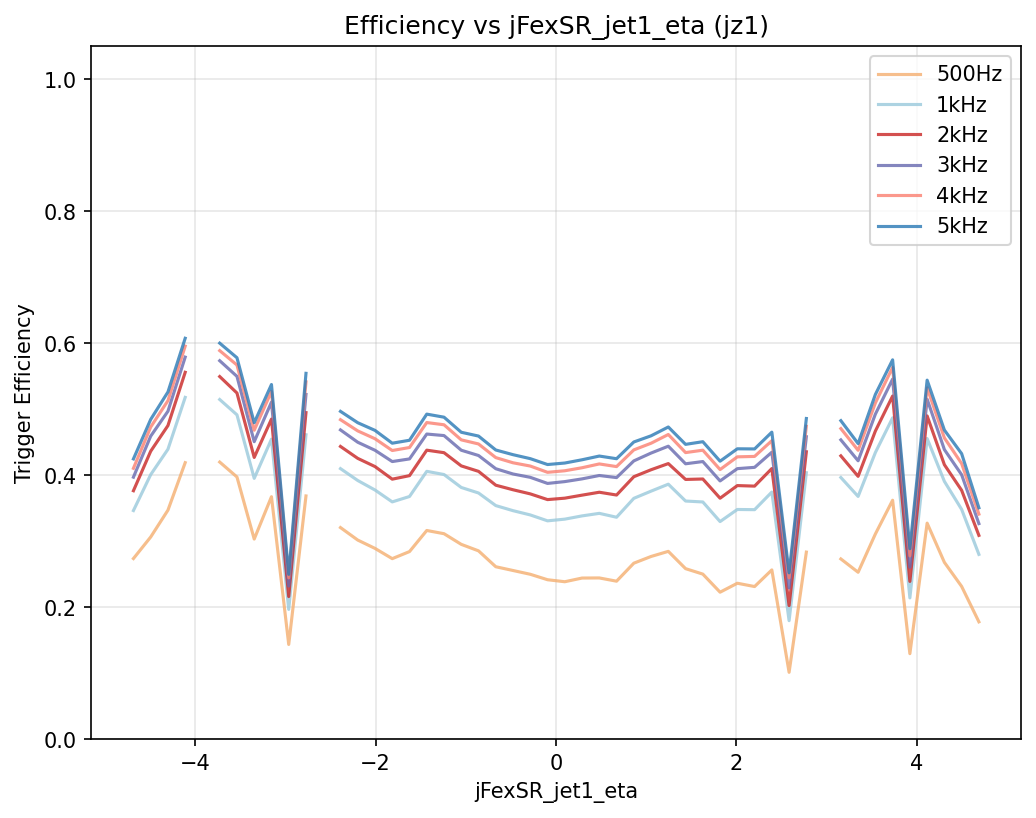 Efficiency vs jFexSR_jet1_eta (jz1)
500Hz
1kHz
2kHz
3kHz
4kHz
5kHz
Trigger Efficiency
1.0
0.8
0.6
0.4
0.2
0.0
−4
−2
0
2
4
jFexSR_jet1_eta